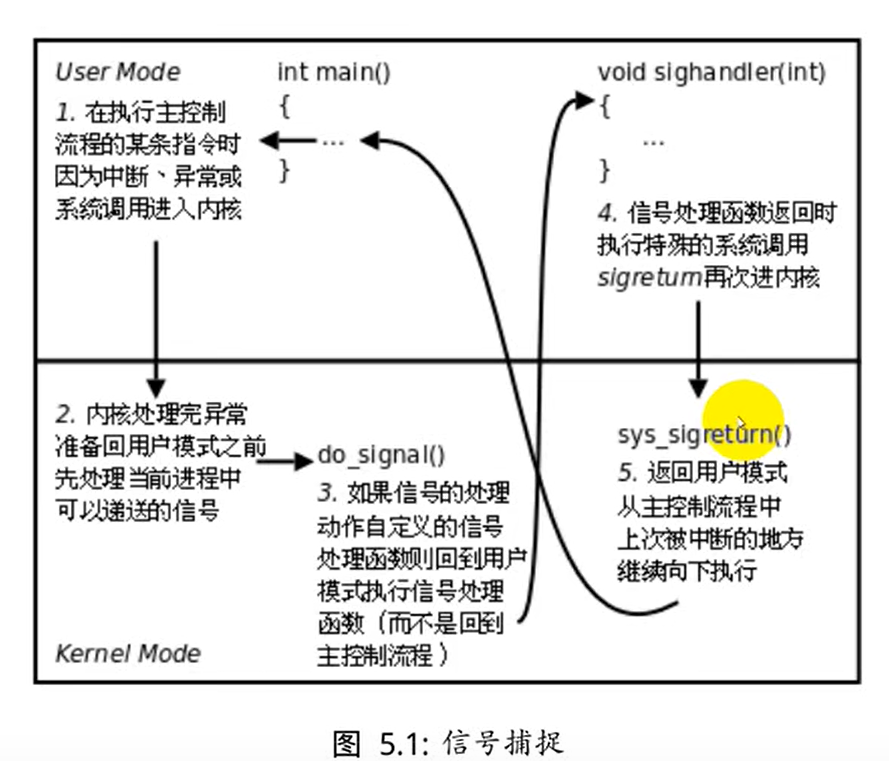 User Mode
1. 在执行主控制
流程的某条指令时
因为中断、异常或
系统调用进入内核
int main()
{
...
}
void sighandler(int)
{
...
}
4. 信号处理函数返回时
执行特殊的系统调用
sigreturn再次进内核
2. 内核处理完异常
准备回用户模式之前
先处理当前进程中
可以递送的信号
do_signal()
3. 如果信号的处理
动作自定义的信号
处理函数则回到用户
模式执行信号处理
函数（而不是回到
主控制流程）
sys_sigreturn()
5. 返回用户模式
从主控制流程中
上次被中断的地方
继续向下执行
Kernel Mode
图 5.1: 信号捕捉